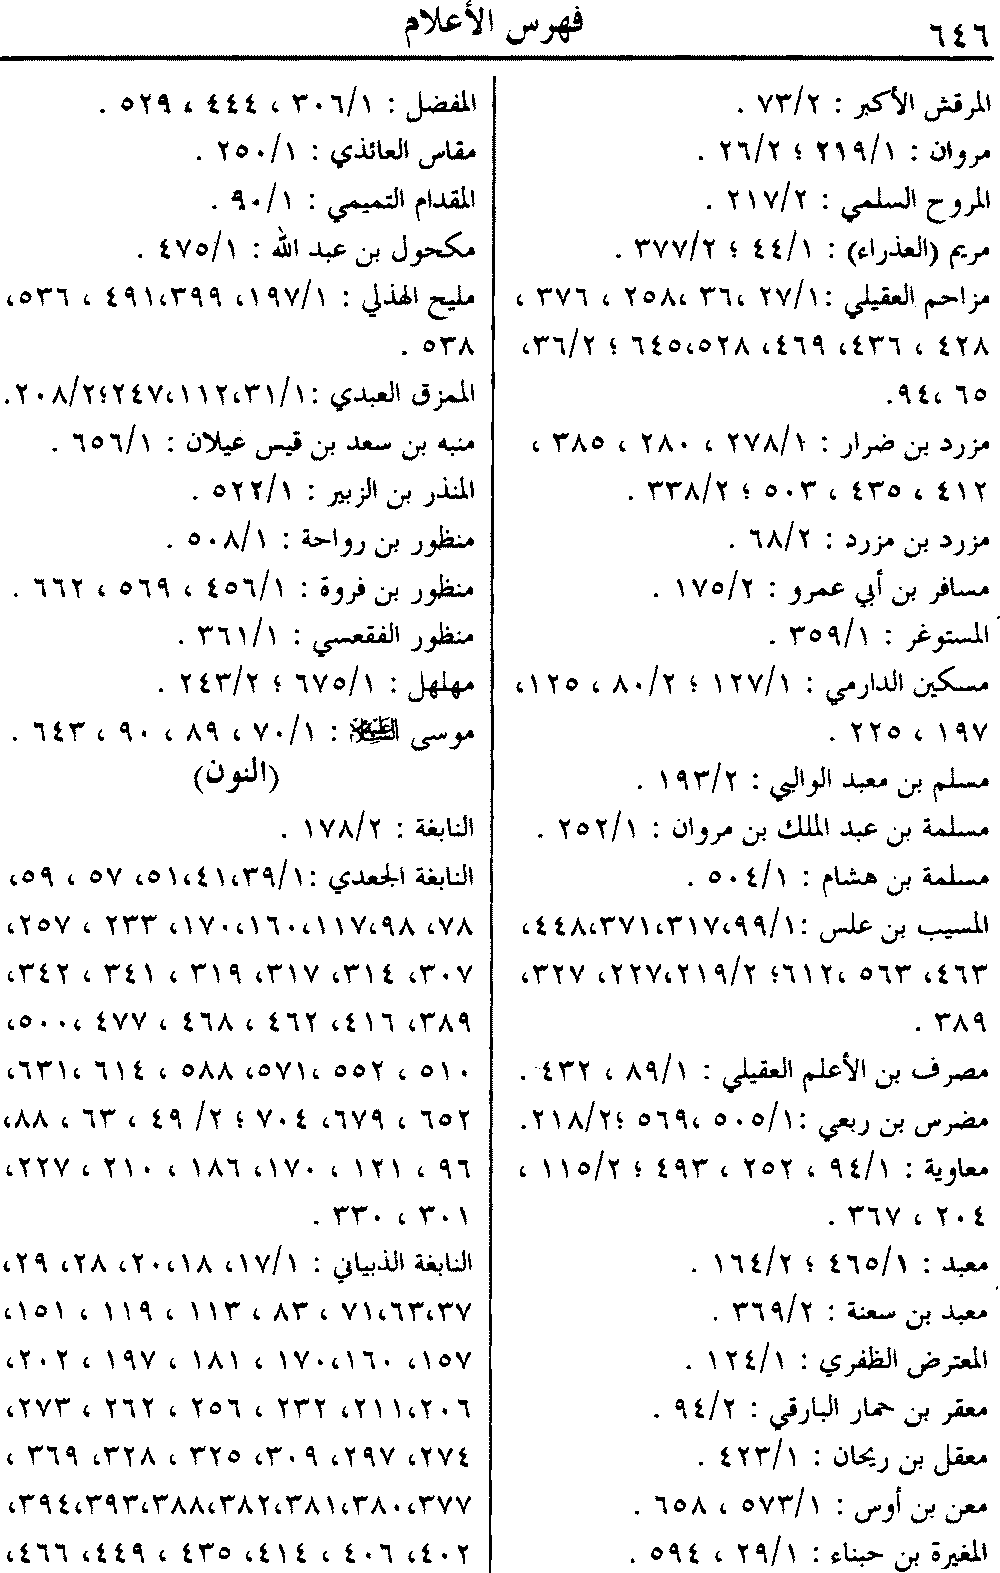 ٦٤٦
فهرس الأعلام
المرقش الأكبر : ٧٣/٢ .
مروان : ٢١٩/١ ؛ ٢٦/٢ .
المروح السلمي : ٢١٧/٢ .
مريم (العذراء) : ٤٤/١ ؛ ٣٧٧/٢ .
مزاحم العقيلي :٢٧/١ ،٣٦ ،٢٥٨ ، ٣٧٦ ،
٤٢٨ ، ٤٣٦، ٤٦٩، ٦٤٥،٥٢٨ ؛ ٣٦/٢،
٦٥ ،٩٤.
مزرد بن ضرار : ٢٧٨/١ ، ٢٨٠ ، ٣٨٥ ،
٤١٢ ، ٤٣٥ ، ٥٠٣ ؛ ٣٣٨/٢ .
مزرد بن مزرد : ٦٨/٢ .
مسافر بن أبي عمرو : ١٧٥/٢ .
المستوغر : ٣٥٩/١ .
مسكين الدارمي : ١٢٧/١ ؛ ٨٠/٢ ، ١٢٥،
١٩٧ ، ٢٢٥ .
مسلم بن معبد الوالبي : ١٩٣/٢ .
مسلمة بن عبد الملك بن مروان : ٢٥٢/١ .
مسلمة بن هشام : ٥٠٤/١ .
المسيب بن علس :٤٤٨،٣٧١،٣١٧،٩٩/١،
٤٦٣، ٥٦٣ ،٦١٢؛ ٢٢٧،٢١٩/٢، ٣٢٧،
٣٨٩ .
مصرف بن الأعلم العقيلي : ٨٩/١ ، ٤٣٢ .
مضرس بن ربعي :٥٠٥/١ ،٥٦٩ ؛٢١٨/٢.
معاوية : ٩٤/١ ، ٢٥٢ ، ٤٩٣ ؛ ١١٥/٢ ،
٢٠٤ ، ٣٦٧ .
معبد : ٤٦٥/١ ؛ ١٦٤/٢ .
معبد بن سعنة : ٣٦٩/٢ .
المعترض الظفري : ١٢٤/١ .
معقر بن حمار البارقي : ٩٤/٢ .
معقل بن ريحان : ٤٢٣/١ .
معن بن أوس : ٥٧٣/١ ، ٦٥٨ .
المغيرة بن حبناء : ٢٩/١ ، ٥٩٤ .
المفضل : ٣٠٦/١ ، ٤٤٤ ، ٥٢٩ .
مقاس العائذي : ٢٥٠/١ .
المقدام التميمي : ٩٠/١ .
مكحول بن عبد الله : ٤٧٥/١ .
مليح الهذلي : ١٩٧/١، ٤٩١،٣٩٩ ، ٥٣٦،
٥٣٨ .
الممزق العبدي :٢٠٨/٢؛٢٤٧،١١٢،٣١/١.
منبه بن سعد بن قيس عيلان : ٦٥٦/١ .
المنذر بن الزبير : ٥٢٢/١ .
منظور بن رواحة : ٥٠٨/١ .
منظور بن فروة : ٤٥٦/١ ، ٥٦٩ ، ٦٦٢ .
منظور الفقعسي : ٣٦١/١ .
مهلهل : ٦٧٥/١ ؛ ٢٤٣/٢ .
موسى عليه السلام : ٧٠/١ ، ٨٩ ، ٩٠ ، ٦٤٣ .
(النون)
النابغة : ١٧٨/٢ .
النابغة الجعدي :٥١،٤١،٣٩/١، ٥٧ ، ٥٩،
٧٨، ١٧٠،١٦٠،١١٧،٩٨، ٢٣٣ ، ٢٥٧،
٣٠٧، ٣١٤، ٣١٧، ٣١٩ ، ٣٤١ ، ٣٤٢،
٣٨٩، ٤١٦، ٤٦٢ ، ٤٦٨ ، ٤٧٧ ،٥٠٠،
٥١٠ ، ٥٥٢ ،٥٧١، ٥٨٨ ، ٦١٤ ،٦٣١،
٦٥٢ ، ٦٧٩، ٧٠٤ ؛ ٤٩ /٢ ، ٦٣ ، ٨٨،
٩٦ ، ١٢١ ، ١٧٠، ١٨٦ ، ٢١٠ ، ٢٢٧،
٣٠١ ، ٣٣٠ .
النابغة الذبياني : ١٧/١، ١٨ ،٢٠، ٢٨، ٢٩،
٧١،٦٣،٣٧ ، ٨٣ ، ١١٣ ، ١١٩ ، ١٥١،
١٥٧، ١٧٠،١٦٠ ، ١٨١ ، ١٩٧ ، ٢٠٢،
٢١١،٢٠٦، ٢٣٢ ، ٢٥٦ ، ٢٦٢ ، ٢٧٣،
٢٧٤، ٢٩٧، ٣٠٩، ٣٢٥ ، ٣٢٨، ٣٦٩ ،
٣٩٤،٣٩٣،٣٨٨،٣٨٢،٣٨١،٣٨٠،٣٧٧،
٤٠٢، ٤٠٦ ، ٤١٤، ٤٣٥ ، ٤٤٩، ٤٦٦،